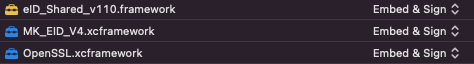 eID_Shared_v110.framework Embed & Sign
MK_EID_V4.xcframework Embed & Sign
OpenSSL.xcframework Embed & Sign